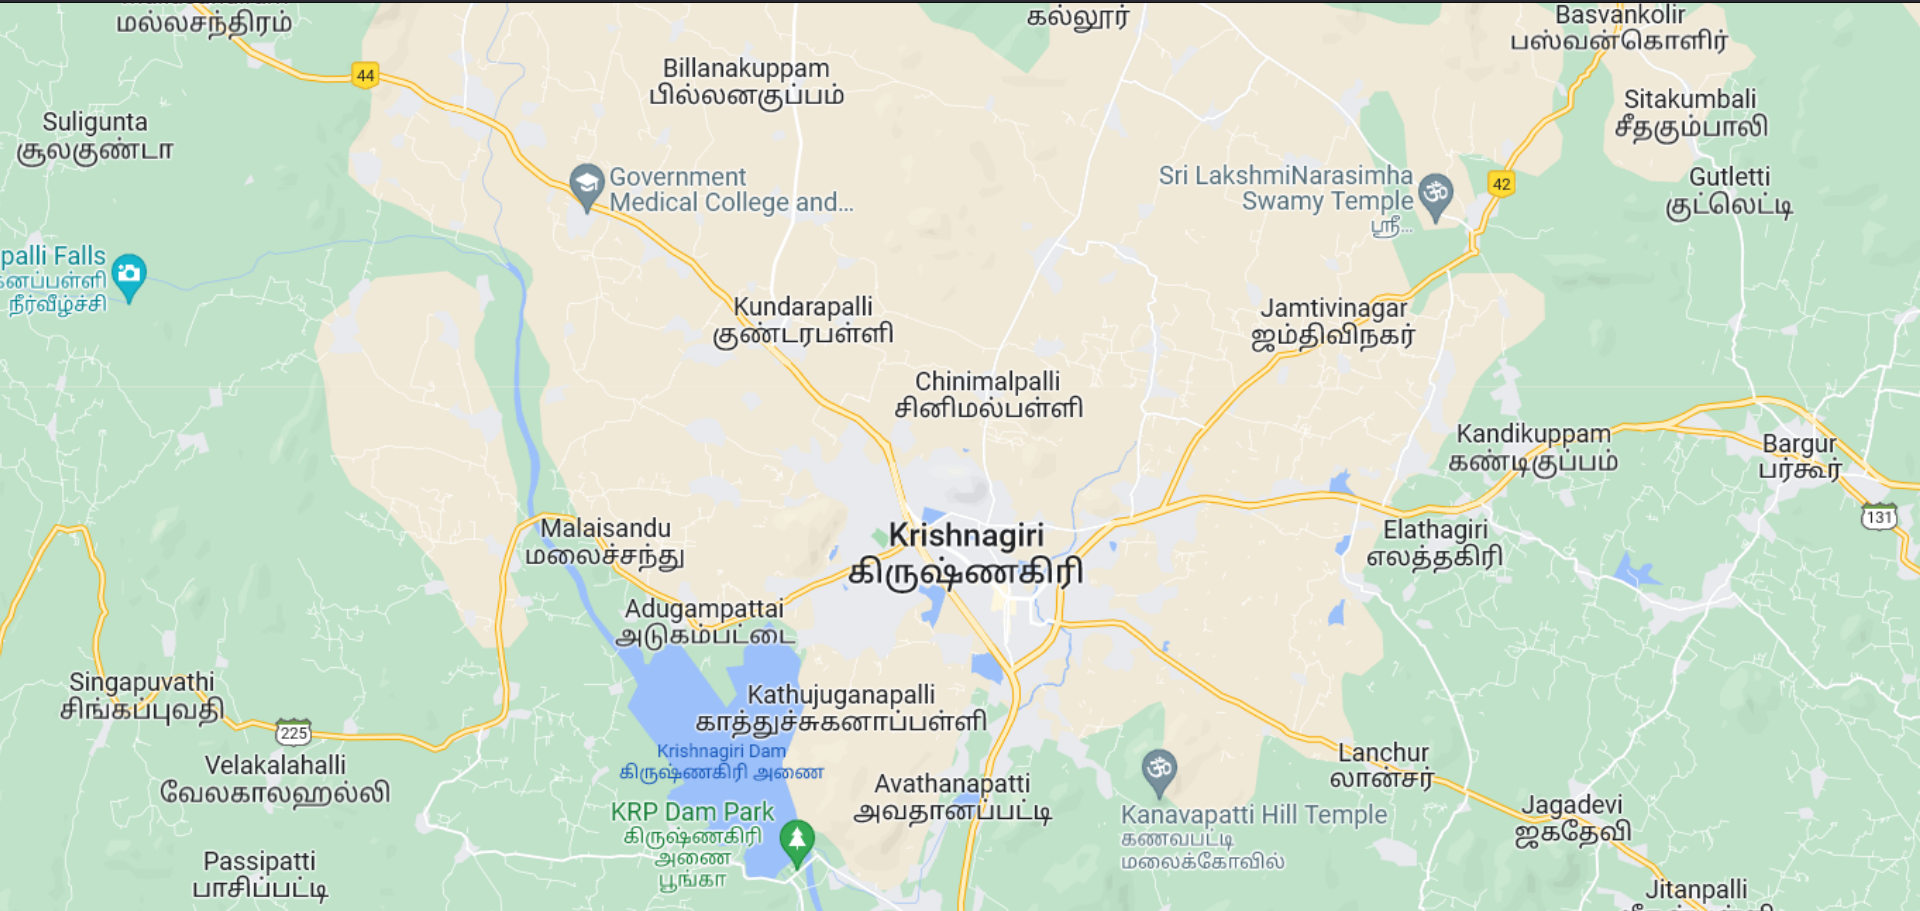 மல்லசந்திரம்
கல்லூர்
Basvankolir
பஸ்வன்கொளிர்
44
Billanakuppam
பில்லனகுப்பம்
Sitakumbali
சீதகும்பாலி
Suligunta
சூலகுண்டா
Government
Medical College and...
Sri LakshmiNarasimha
Swamy Temple
ஸ்ரீ...
42
Gutletti
குட்லெட்டி
palli Falls
னப்பள்ளி
நீர்வீழ்ச்சி
Kundarapalli
குண்டரபள்ளி
Jamtivinagar
ஜம்திவிநகர்
Chinimalpalli
சினிமல்பள்ளி
Kandikuppam
கண்டிகுப்பம்
Bargur
பர்கூர்
131
Malaisandu
மலைச்சந்து
Krishnagiri
கிருஷ்ணகிரி
Elathagiri
எலத்தகிரி
Adugampattai
அடுகம்பட்டை
Singapuvathi
சிங்கப்புவதி
225
Kathujuganapalli
காத்துச்சுகனாப்பள்ளி
Krishnagiri Dam
கிருஷ்ணகிரி அணை
Velakalahalli
வேலகாலஹல்லி
KRP Dam Park
கிருஷ்ணகிரி
அணை
பூங்கா
Avathanapatti
அவதானப்பட்டி
Kanavapatti Hill Temple
கணவபட்டி
மலைக்கோவில்
Lanchur
லான்சர்
Jagadevi
ஜகதேவி
Passipatti
பாசிப்பட்டி
Jitanpalli